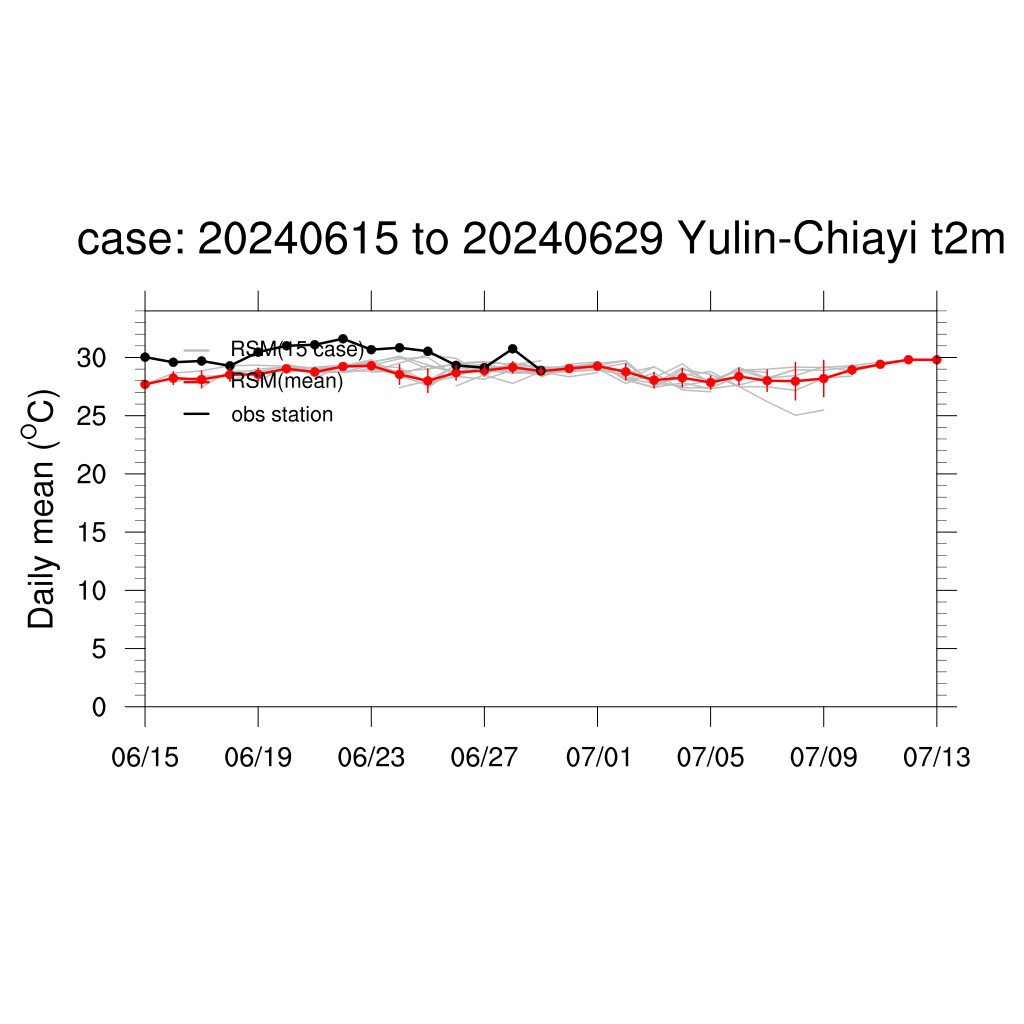 case: 20240615 to 20240629 Yulin-Chiayi t2m
Daily mean (°C)
30
25
20
15
10
5
0
RSM(15 case)
RSM(mean)
obs station
06/15 06/19 06/23 06/27 07/01 07/05 07/09 07/13